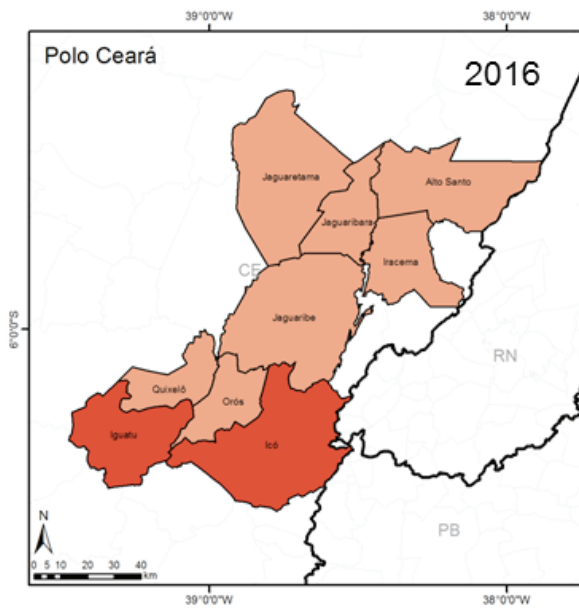 39°0'0"W
38°0'0"W
Polo Ceará
2016
Jaguaretama
Alto Santo
Jaguaribara
Iracema
CE
Jaguaribe
6°0'0"S
RN
Quixelô
Orós
Iguatu
Icó
PB
N
0 5 10 20 30 40
km
39°0'0"W
38°0'0"W